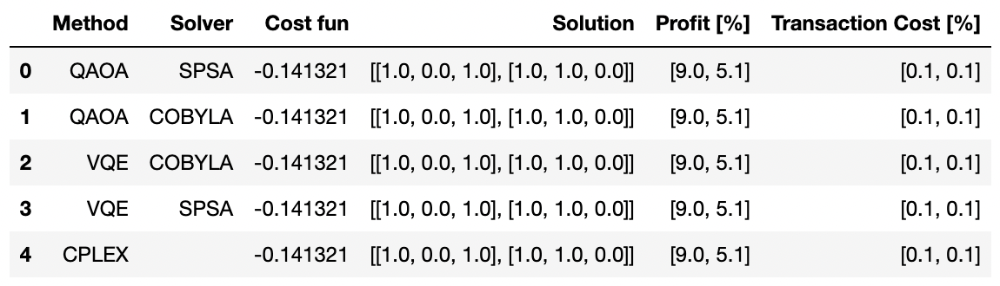 Method Solver Cost fun Solution Profit [%] Transaction Cost [%]
0 QAOA SPSA -0.141321 [[1.0, 0.0, 1.0], [1.0, 1.0, 0.0]] [9.0, 5.1] [0.1, 0.1]
1 QAOA COBYLA -0.141321 [[1.0, 0.0, 1.0], [1.0, 1.0, 0.0]] [9.0, 5.1] [0.1, 0.1]
2 VQE COBYLA -0.141321 [[1.0, 0.0, 1.0], [1.0, 1.0, 0.0]] [9.0, 5.1] [0.1, 0.1]
3 VQE SPSA -0.141321 [[1.0, 0.0, 1.0], [1.0, 1.0, 0.0]] [9.0, 5.1] [0.1, 0.1]
4 CPLEX -0.141321 [[1.0, 0.0, 1.0], [1.0, 1.0, 0.0]] [9.0, 5.1] [0.1, 0.1]